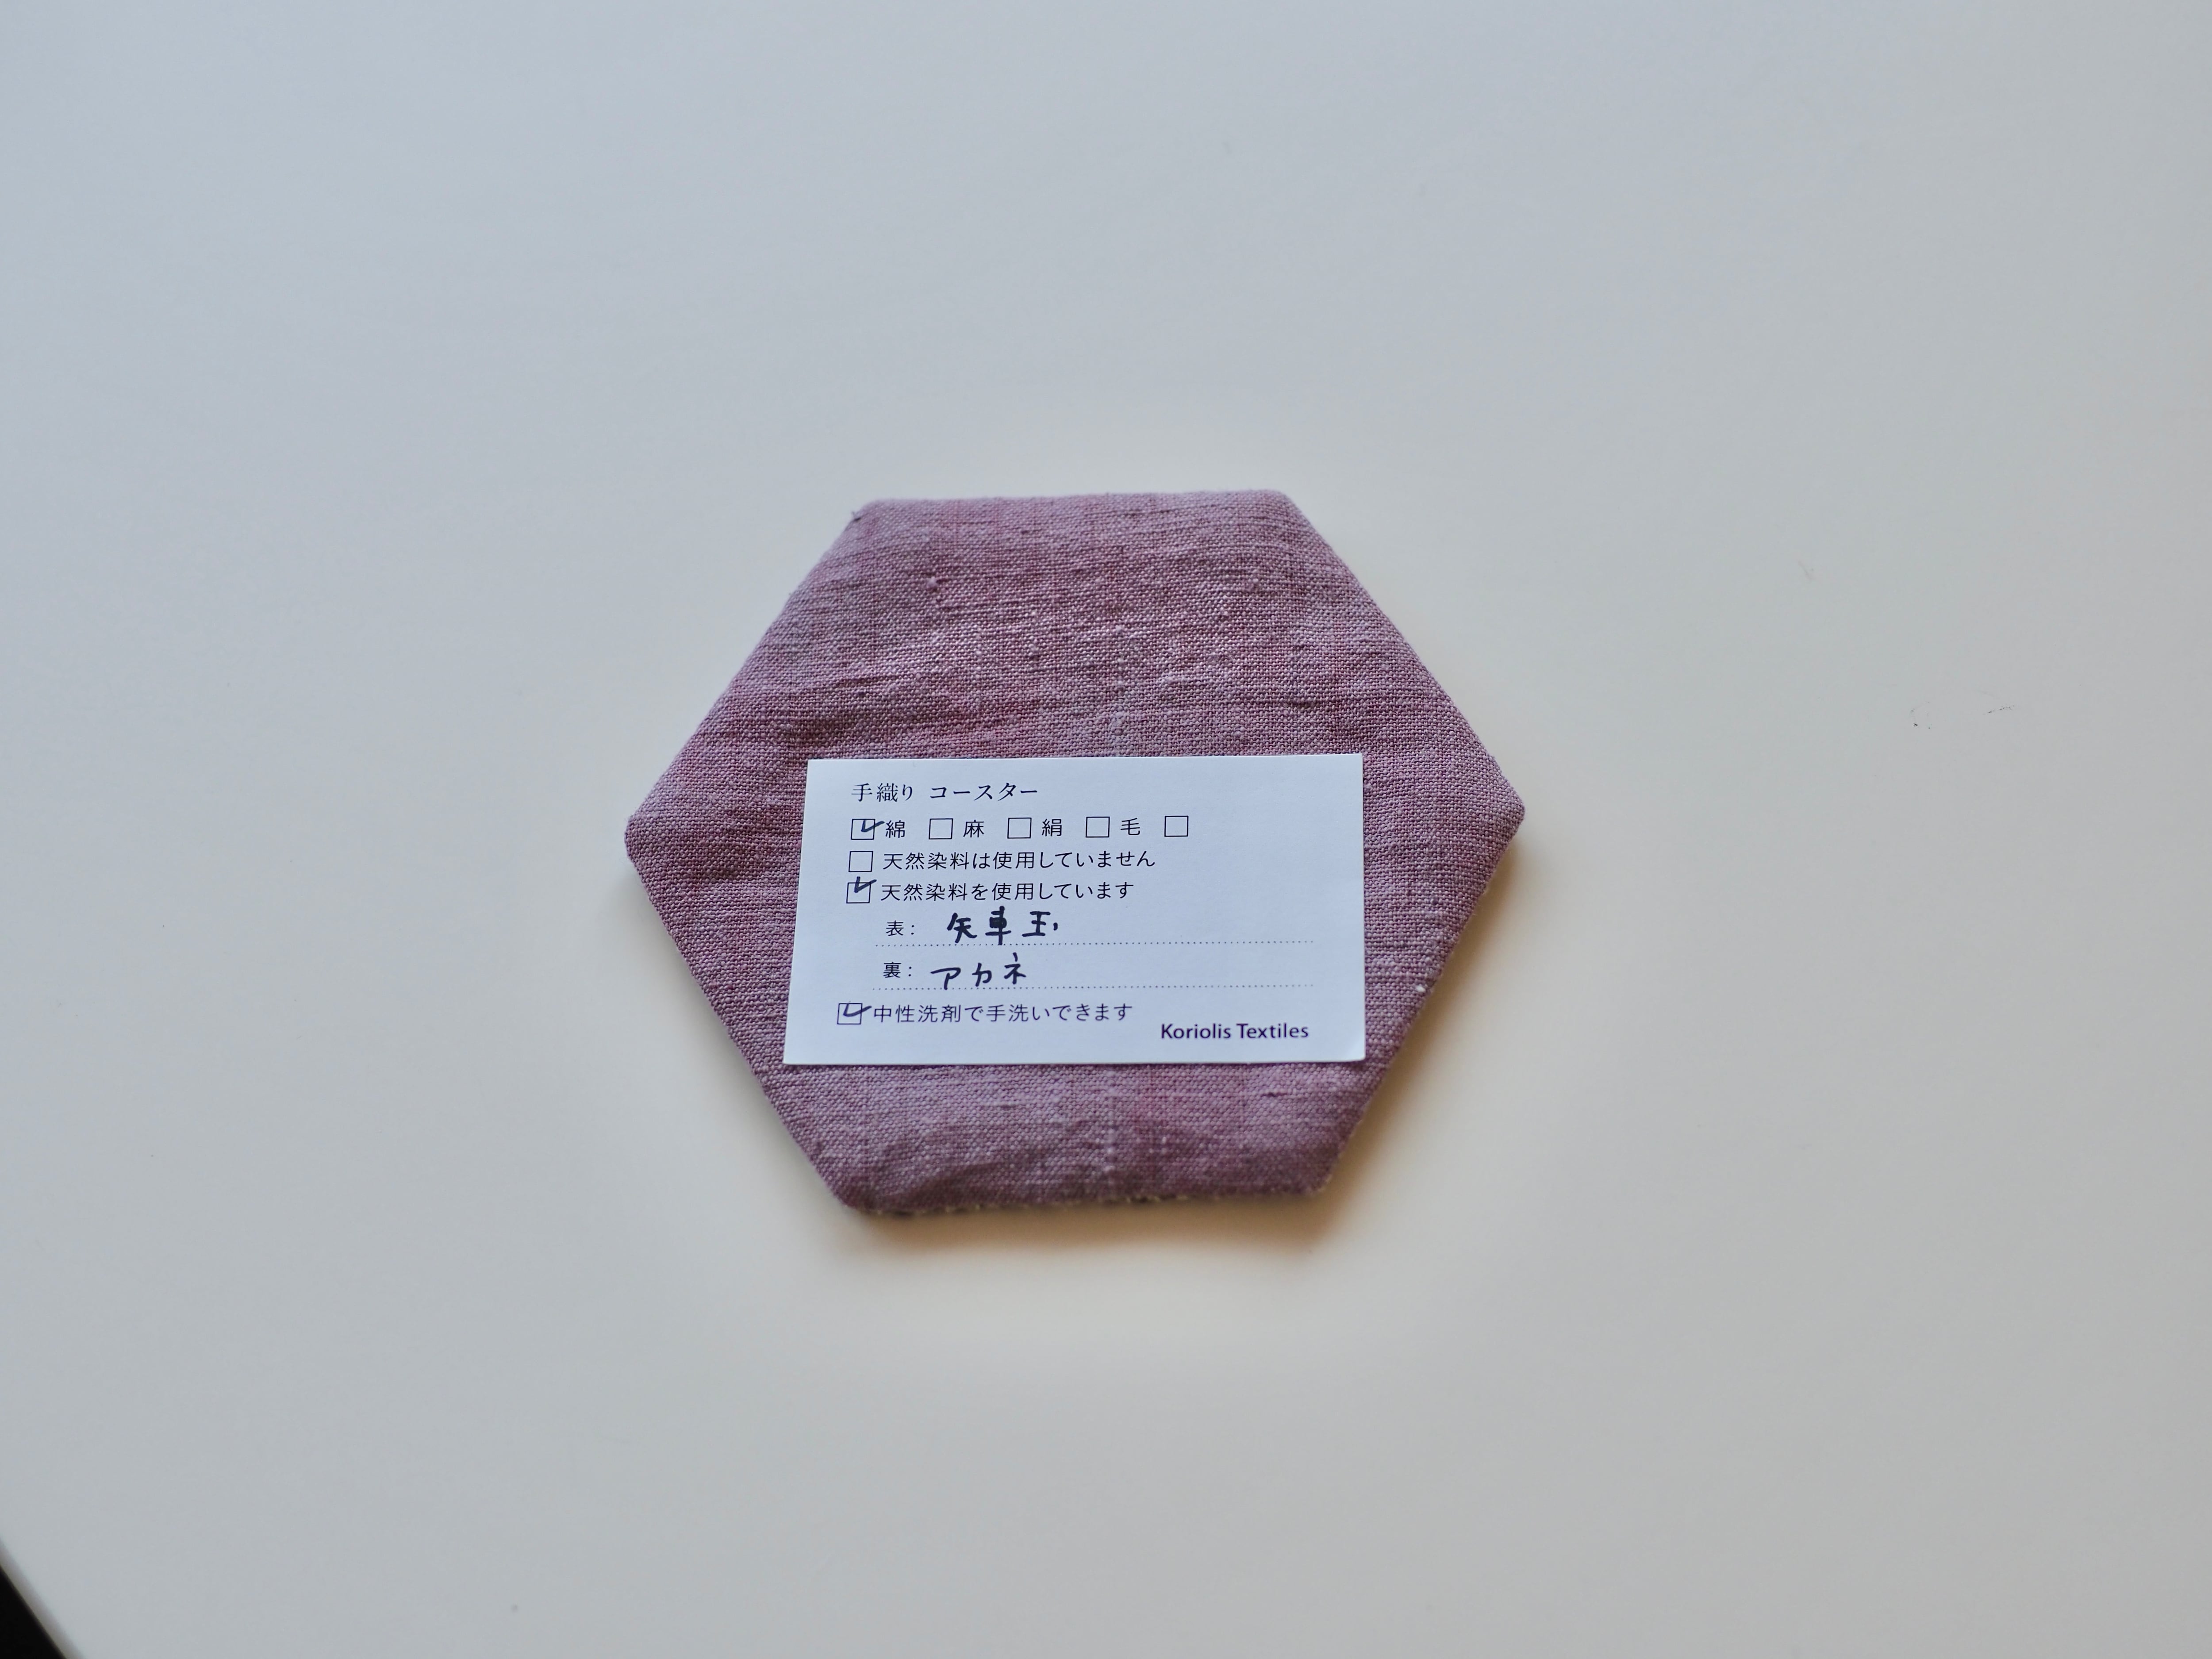 手織り コースター
☑綿 □麻 □絹 □毛 □
□天然染料は使用していません
☑天然染料を使用しています
表: 矢車玉
裏: アカネ
☑中性洗剤で手洗いできます
Koriolis Textiles